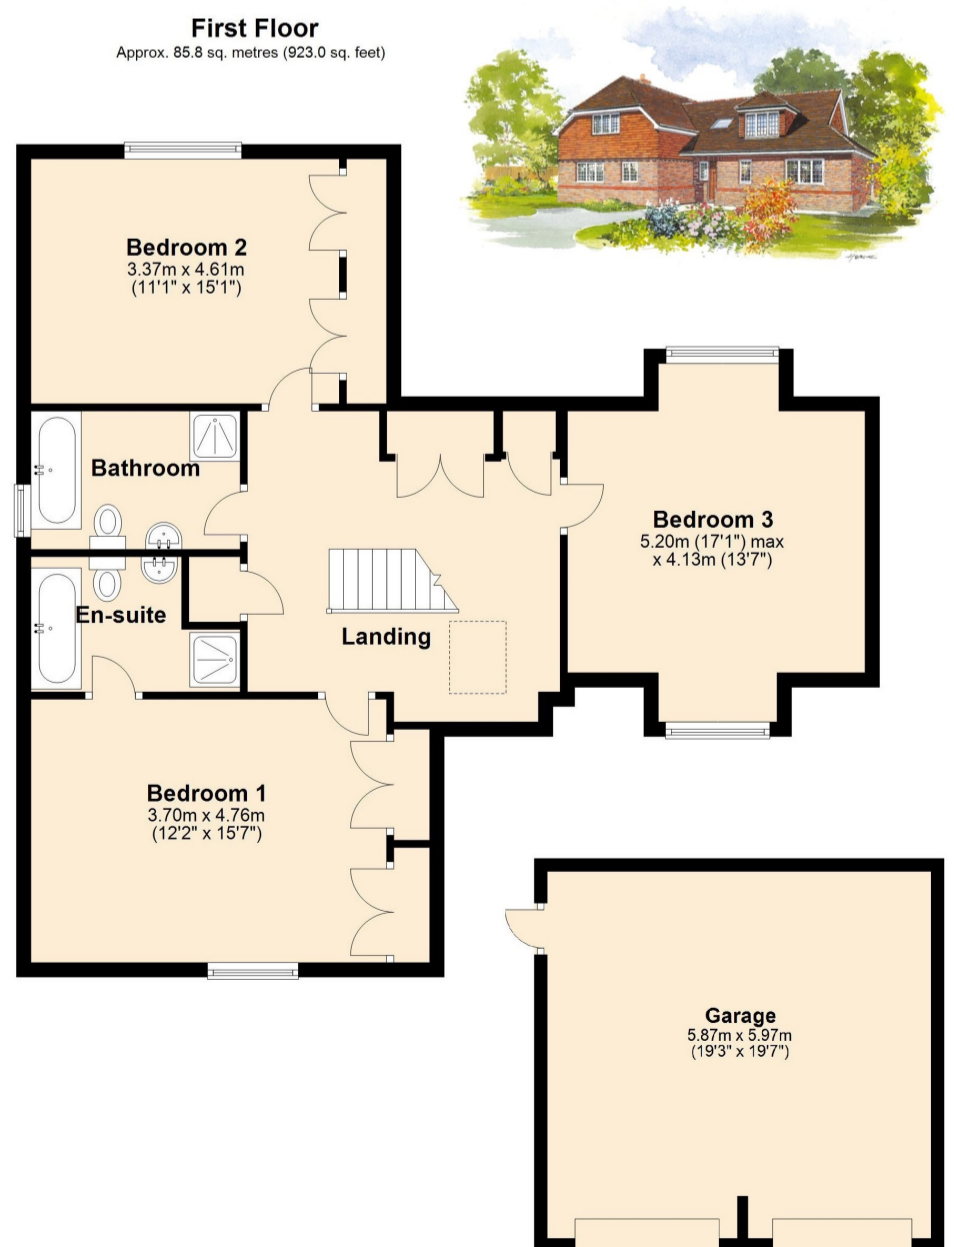 First Floor
Approx. 85.8 sq. metres (923.0 sq. feet)
Bedroom 2
3.37m x 4.61m
(11'1" x 15'1")
Bathroom
Bedroom 3
5.20m (17'1") max
x 4.13m (13'7")
En-suite
Landing
Bedroom 1
3.70m x 4.76m
(12'2" x 15'7")
Garage
5.87m x 5.97m
(19'3" x 19'7")